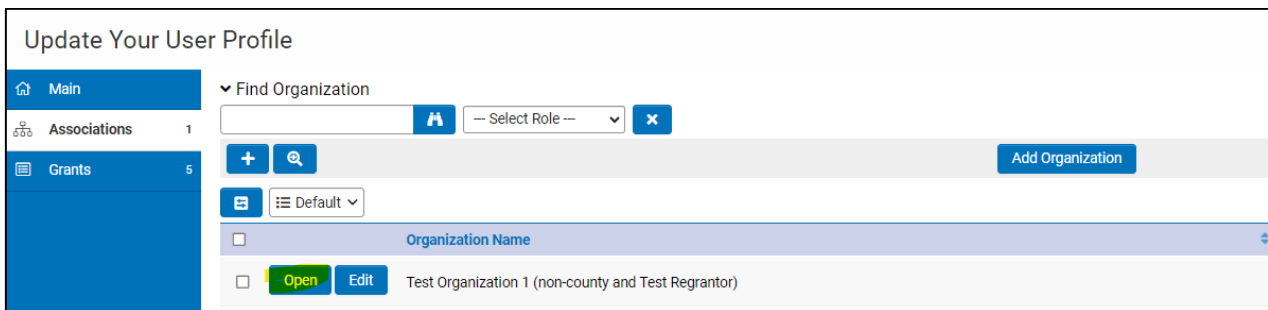 Update Your User Profile
Main
Find Organization
--- Select Role ---
Associations 1
Add Organization
Grants 5
Default
Organization Name
Open Edit Test Organization 1 (non-county and Test Regrantor)